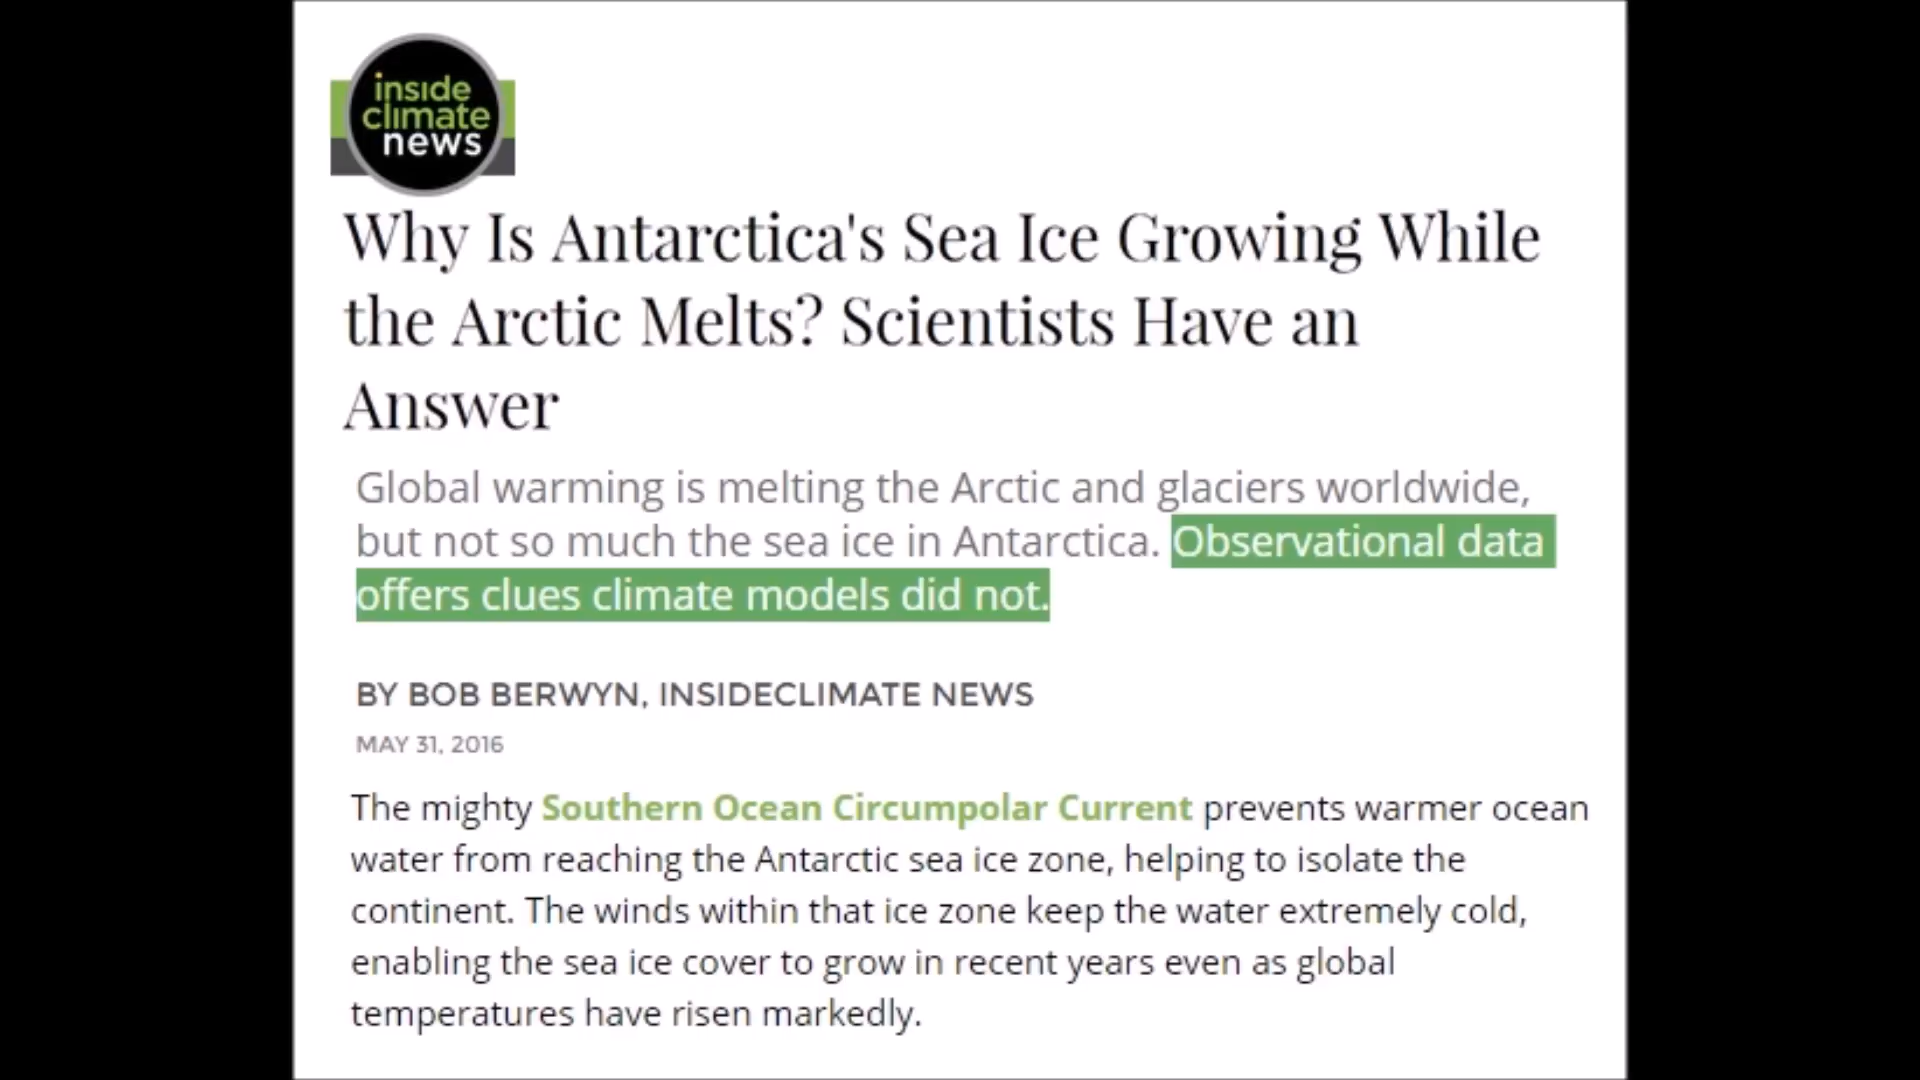 inside
climate
news
Why Is Antarctica's Sea Ice Growing While
the Arctic Melts? Scientists Have an
Answer
Global warming is melting the Arctic and glaciers worldwide,
but not so much the sea ice in Antarctica. Observational data
offers clues climate models did not.
BY BOB BERWYN, INSIDECLIMATE NEWS
MAY 31, 2016
The mighty Southern Ocean Circumpolar Current prevents warmer ocean
water from reaching the Antarctic sea ice zone, helping to isolate the
continent. The winds within that ice zone keep the water extremely cold,
enabling the sea ice cover to grow in recent years even as global
temperatures have risen markedly.